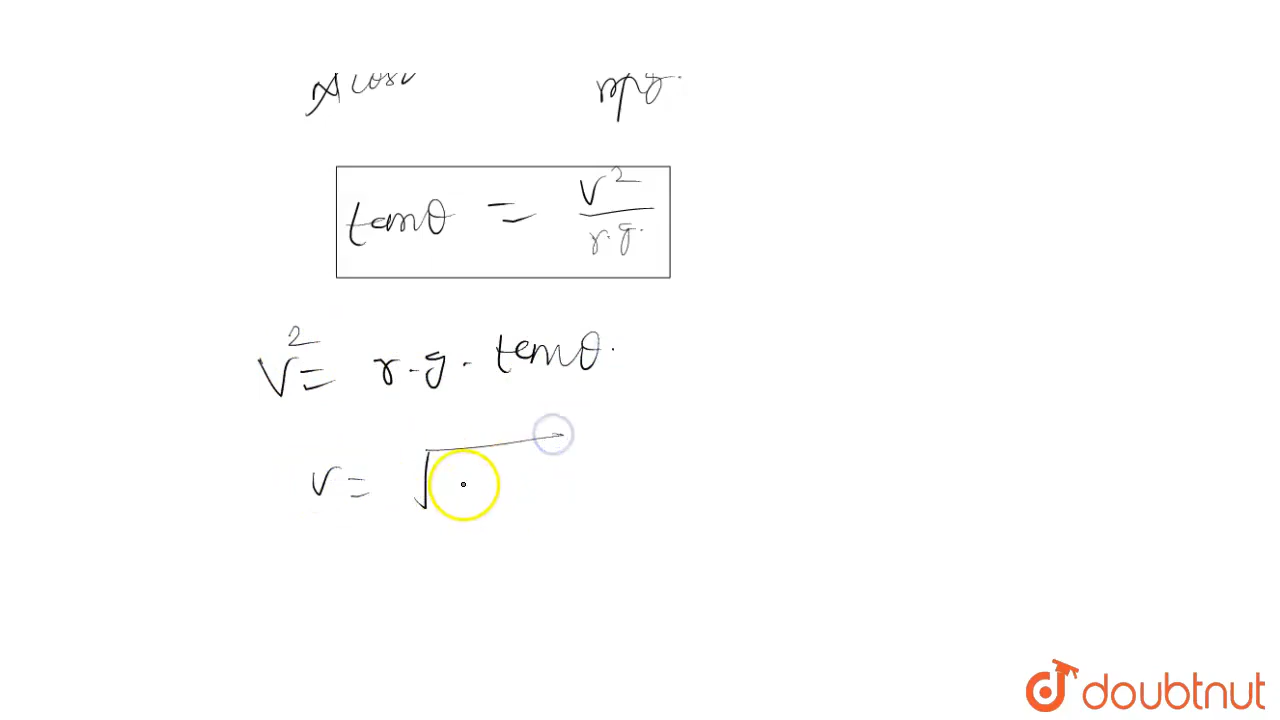 tanθ = v²/r.g.
v² = r.g. tanθ.
v = √
doubtnut